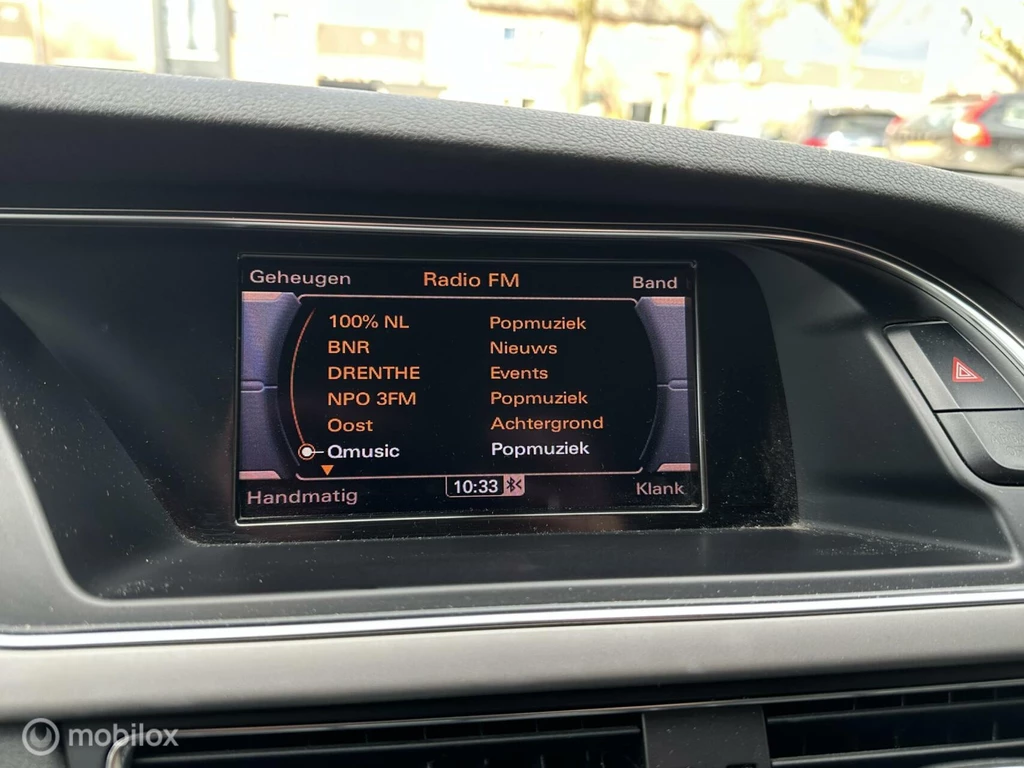 Geheugen Radio FM Band
100% NL Popmuziek
BNR Nieuws
DRENTHE Events
NPO 3FM Popmuziek
Oost Achtergrond
Qmusic Popmuziek
Handmatig 10:33 Klank
mobilox